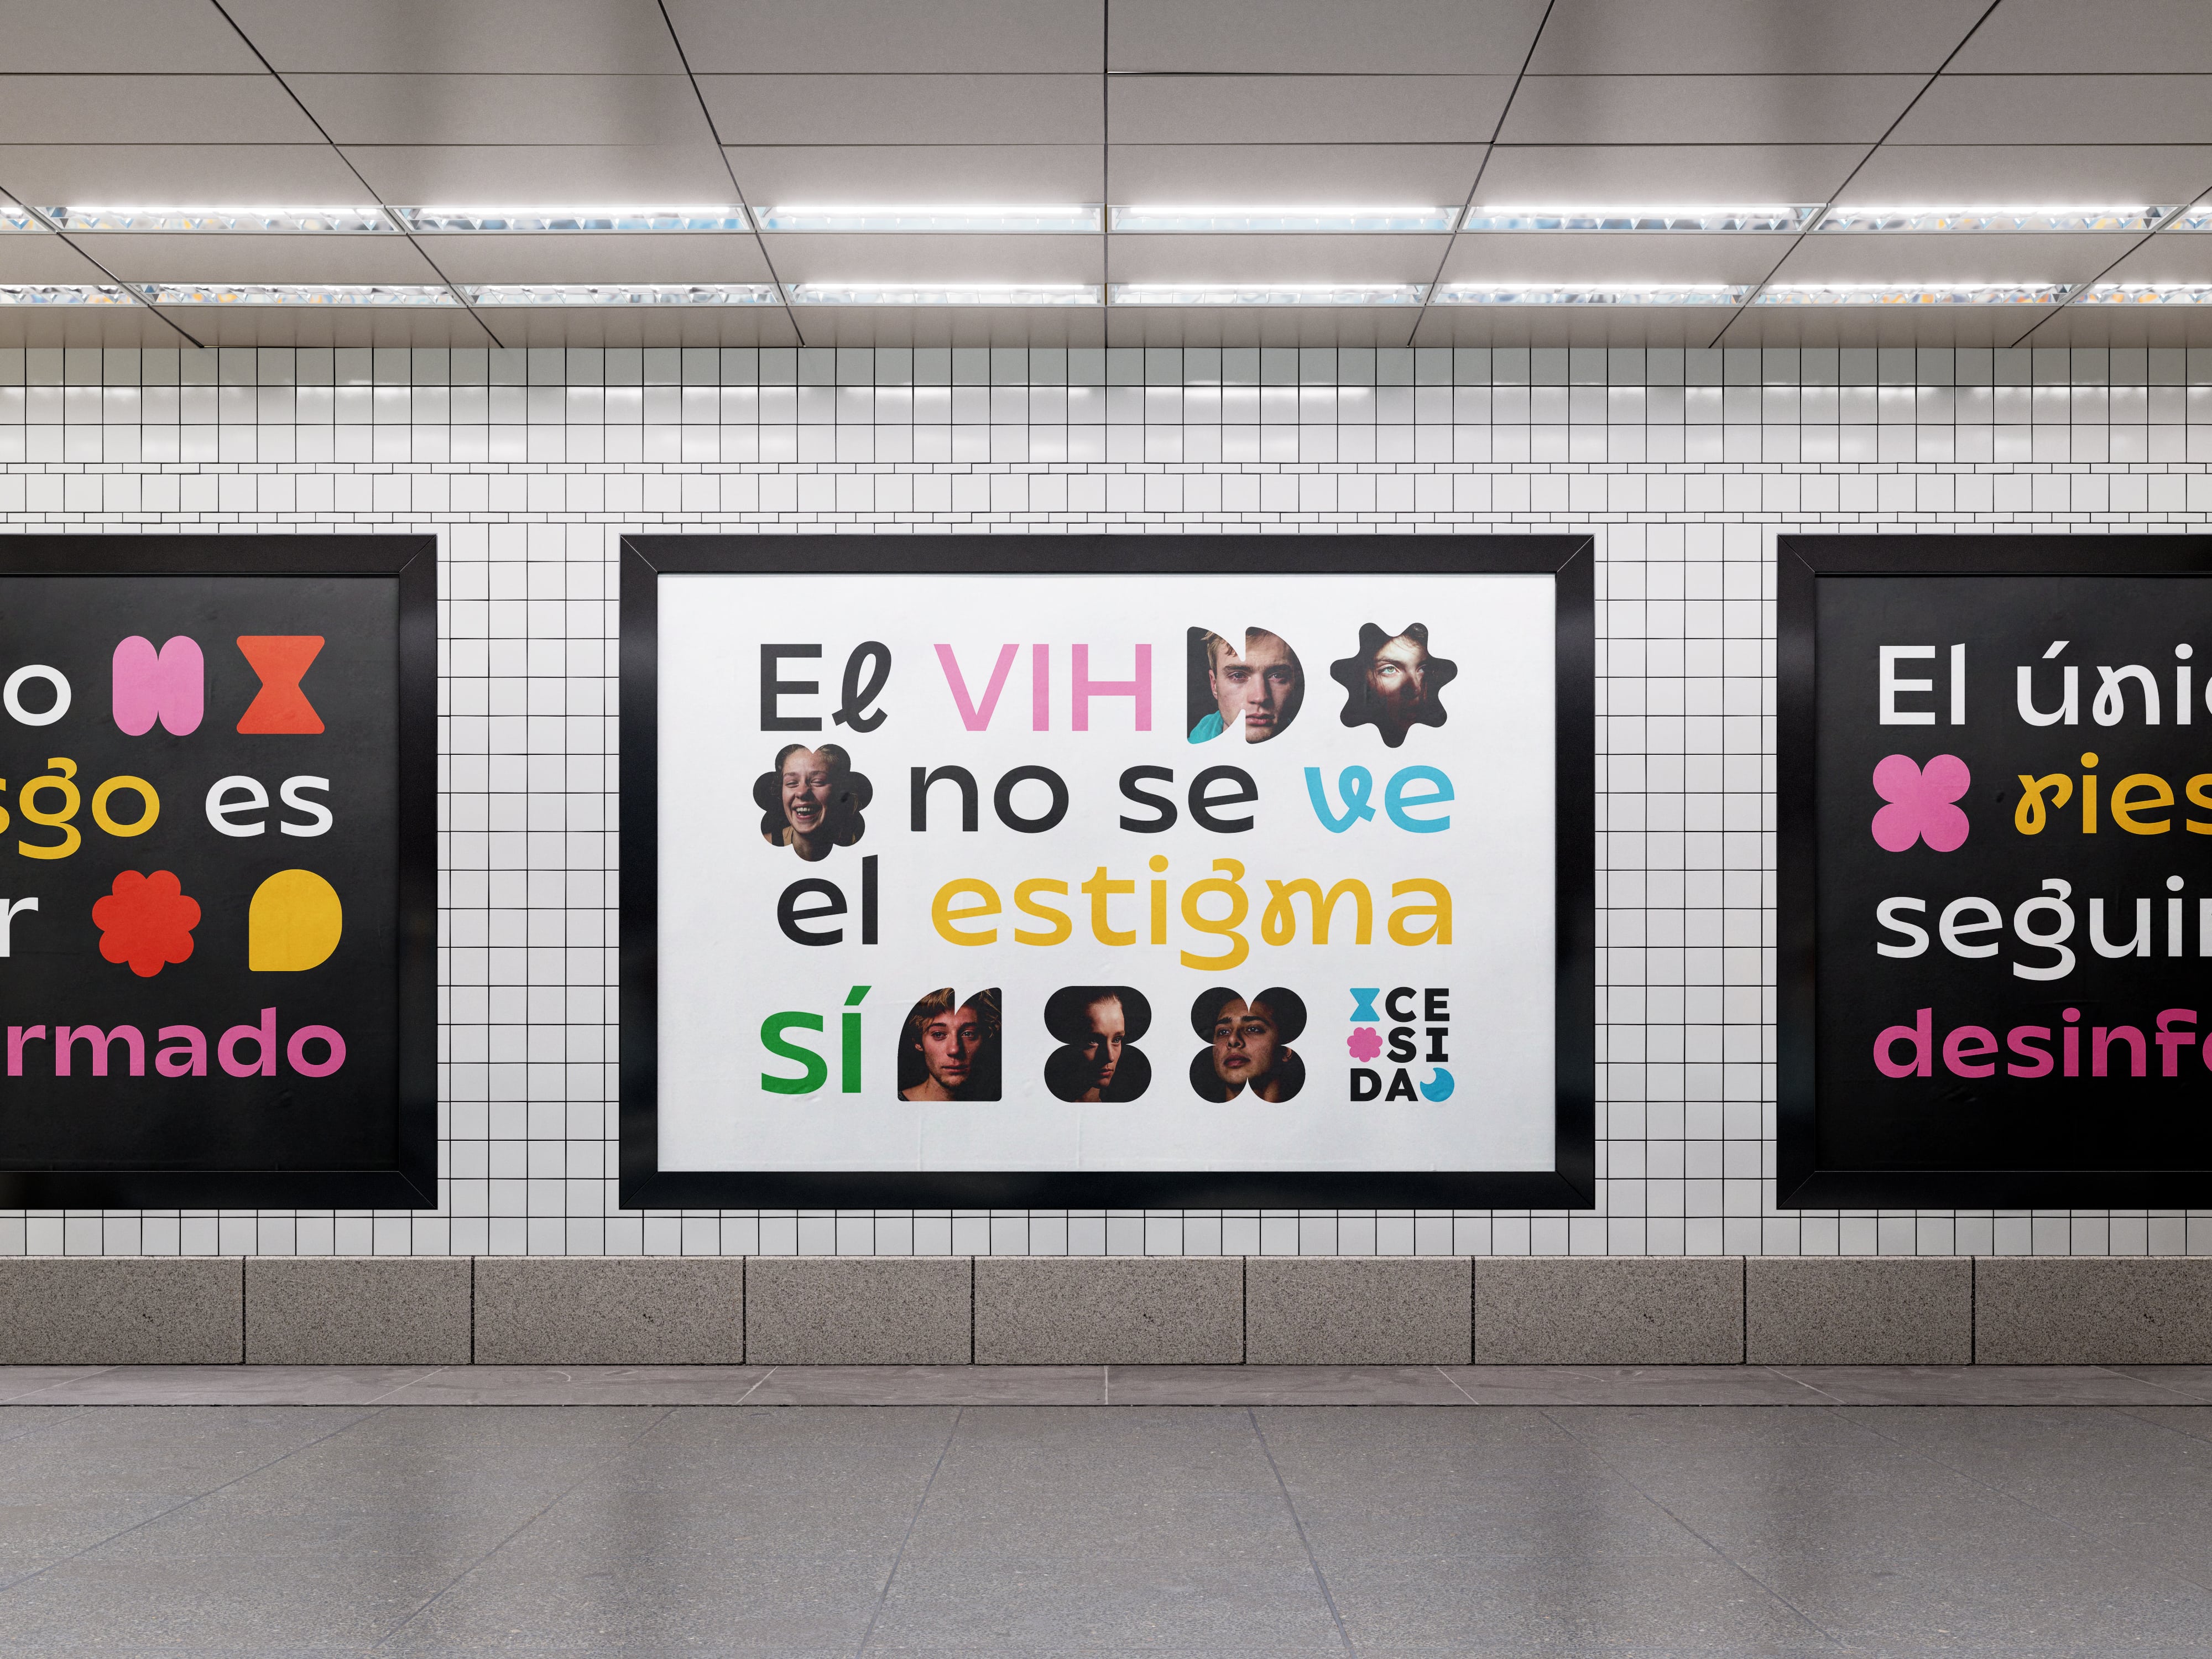 o
sgo es
r
rmado
El VIH
no se ve
el estigma
SÍ
CE
SI
DA
El úni
ries
seguir
desinfo